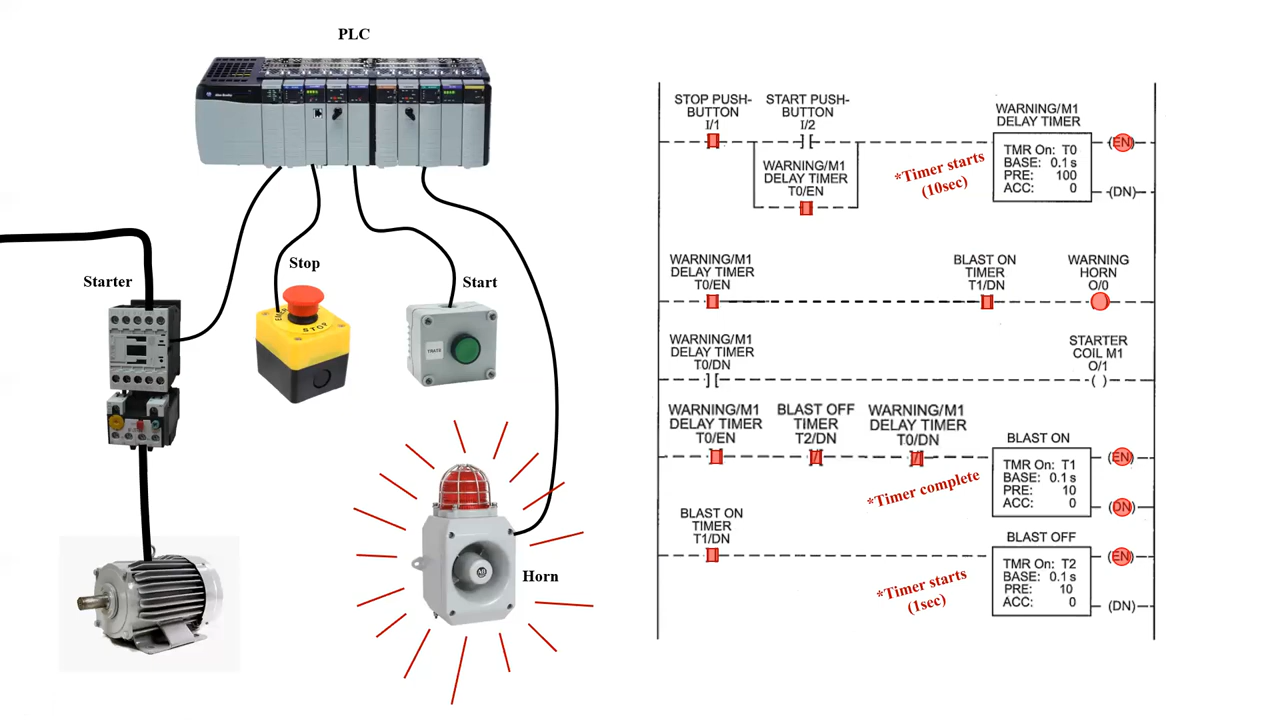 PLC
Starter
Stop
STOP
Start
START
Horn
STOP PUSH-
BUTTON
I/1
START PUSH-
BUTTON
I/2
WARNING/M1
DELAY TIMER
T0/EN
WARNING/M1
DELAY TIMER
TMR On: T0
BASE: 0.1 s
PRE: 100
ACC: 0
(EN)
(DN)
*Timer starts
(10sec)
WARNING/M1
DELAY TIMER
T0/EN
BLAST ON
TIMER
T1/DN
WARNING
HORN
O/0
WARNING/M1
DELAY TIMER
T0/DN
STARTER
COIL M1
O/1
WARNING/M1
DELAY TIMER
T0/EN
BLAST OFF
TIMER
T2/DN
WARNING/M1
DELAY TIMER
T0/DN
BLAST ON
TMR On: T1
BASE: 0.1 s
PRE: 10
ACC: 0
(EN)
(DN)
*Timer complete
BLAST ON
TIMER
T1/DN
BLAST OFF
TMR On: T2
BASE: 0.1 s
PRE: 10
ACC: 0
(EN)
(DN)
*Timer starts
(1sec)